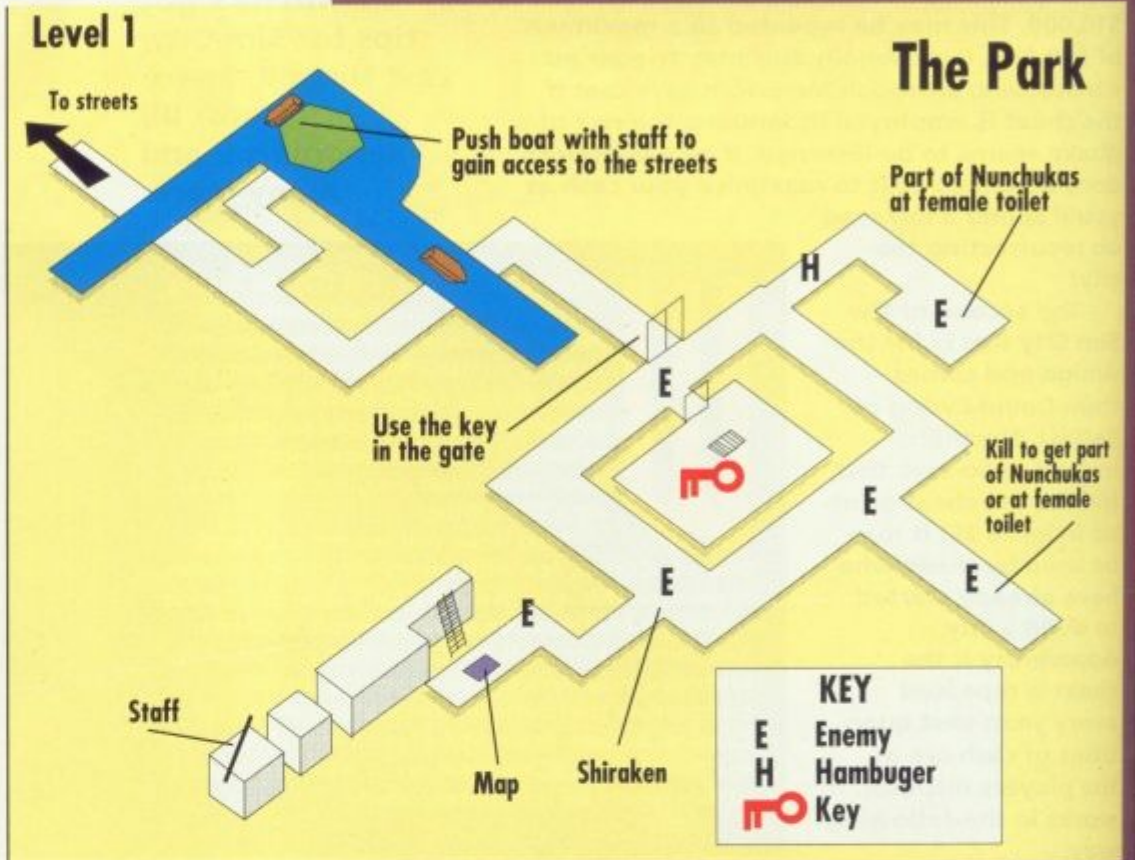 Level 1
The Park
To streets
Push boat with staff to
gain access to the streets
Part of Nunchukas
at female toilet
H
E
E
Use the key
in the gate
Kill to get part
of Nunchukas
or at female
toilet
E
E
E
E
Staff
Map
Shiraken
KEY
E Enemy
H Hambuger
Key